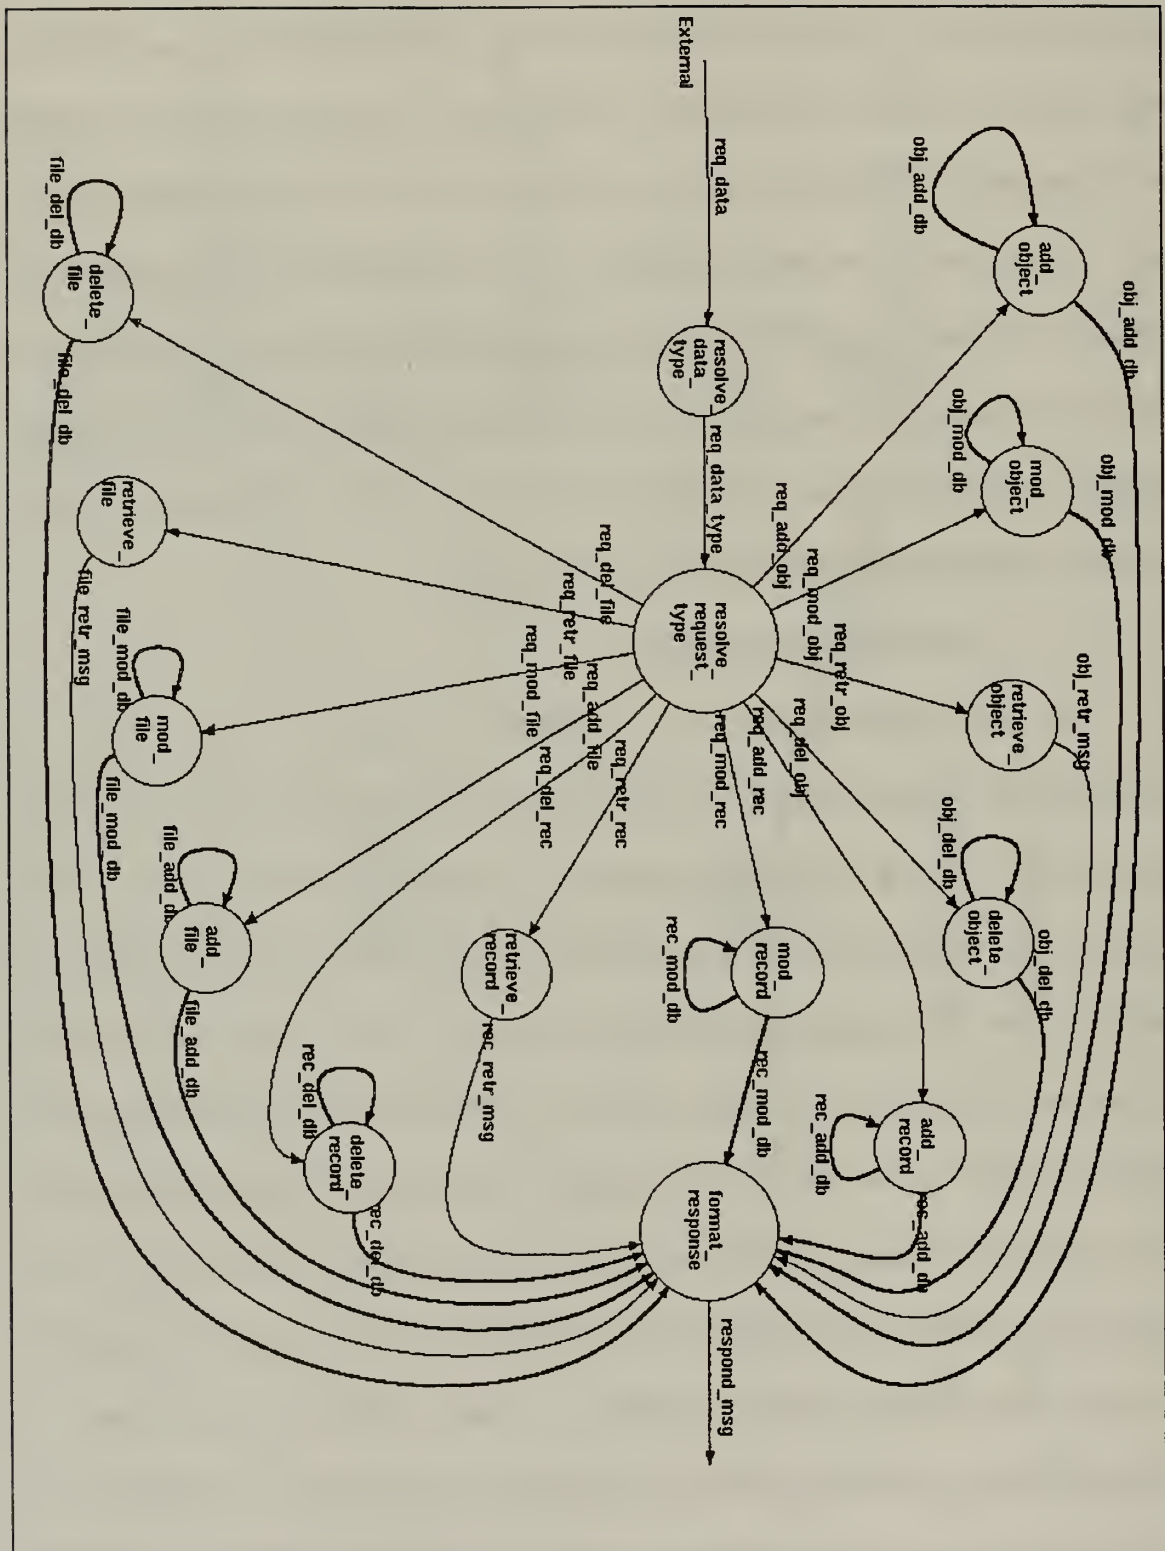 obj_add_db
add_
object
obj_add_db
obj_mod_db
mod_
object
obj_mod_db
obj_retr_msg
retrieve_
object
obj_del_db
delete_
object
obj_del_db
add_
record
rec_add_db
rec_add_db
req_add_obj
req_mod_obj
req_retr_obj
req_del_obj
req_add_rec
req_mod_rec
External
req_data
resolve_
data_
type
req_data_type
resolve_
request_
type
mod_
record
rec_mod_db
rec_mod_db
format_
response
respond_msg
req_del_file
req_retr_file
req_mod_file
req_add_file
req_del_rec
req_retr_rec
retrieve_
record
rec_retr_msg
delete_
record
rec_del_db
rec_del_db
add_
file
file_add_db
file_add_db
mod_
file
file_mod_db
file_mod_db
retrieve_
file
file_retr_msg
delete_
file
file_del_db
file_del_db